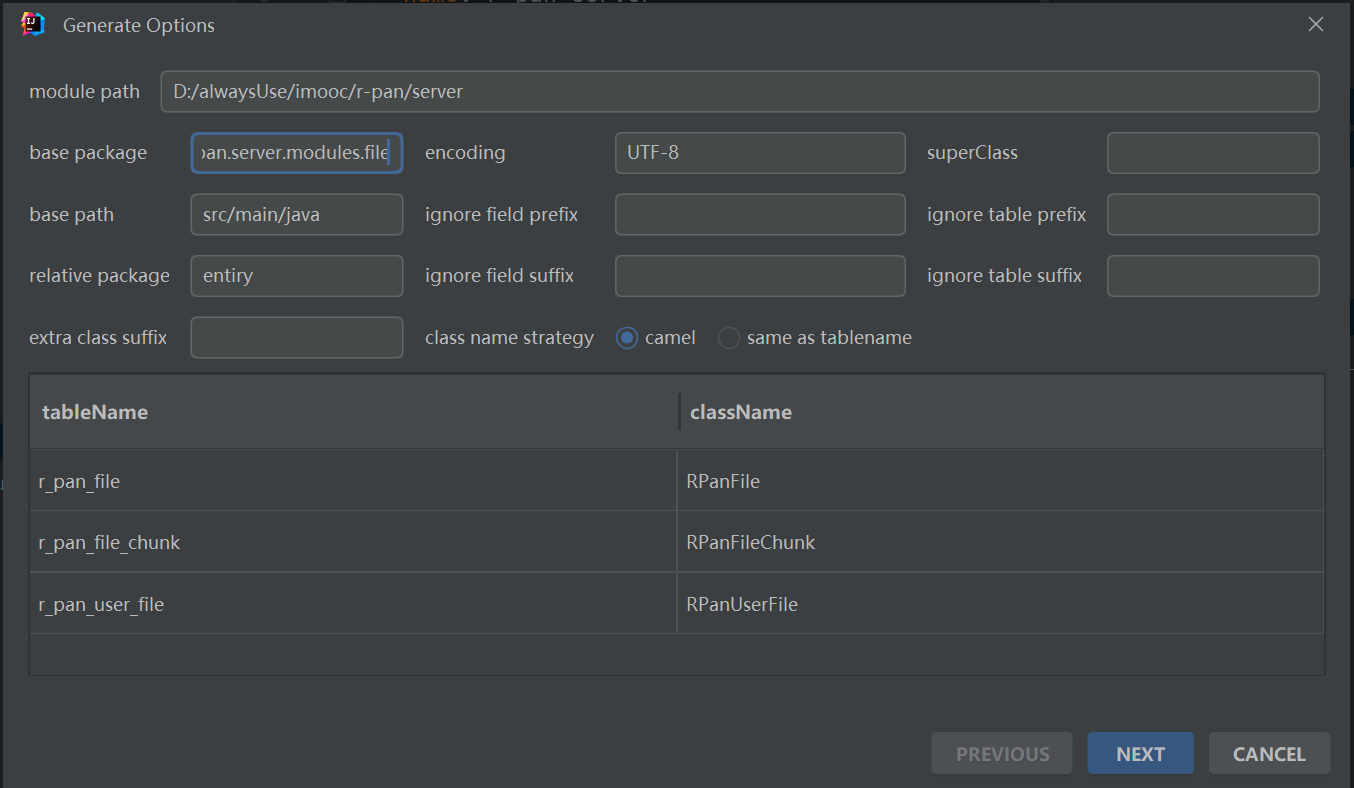 Generate Options
module path D:/alwaysUse/imooc/r-pan/server
base package pan.server.modules.file encoding UTF-8 superClass
base path src/main/java ignore field prefix ignore table prefix
relative package entiry ignore field suffix ignore table suffix
extra class suffix class name strategy camel same as tablename
tableName className
r_pan_file RPanFile
r_pan_file_chunk RPanFileChunk
r_pan_user_file RPanUserFile
PREVIOUS NEXT CANCEL